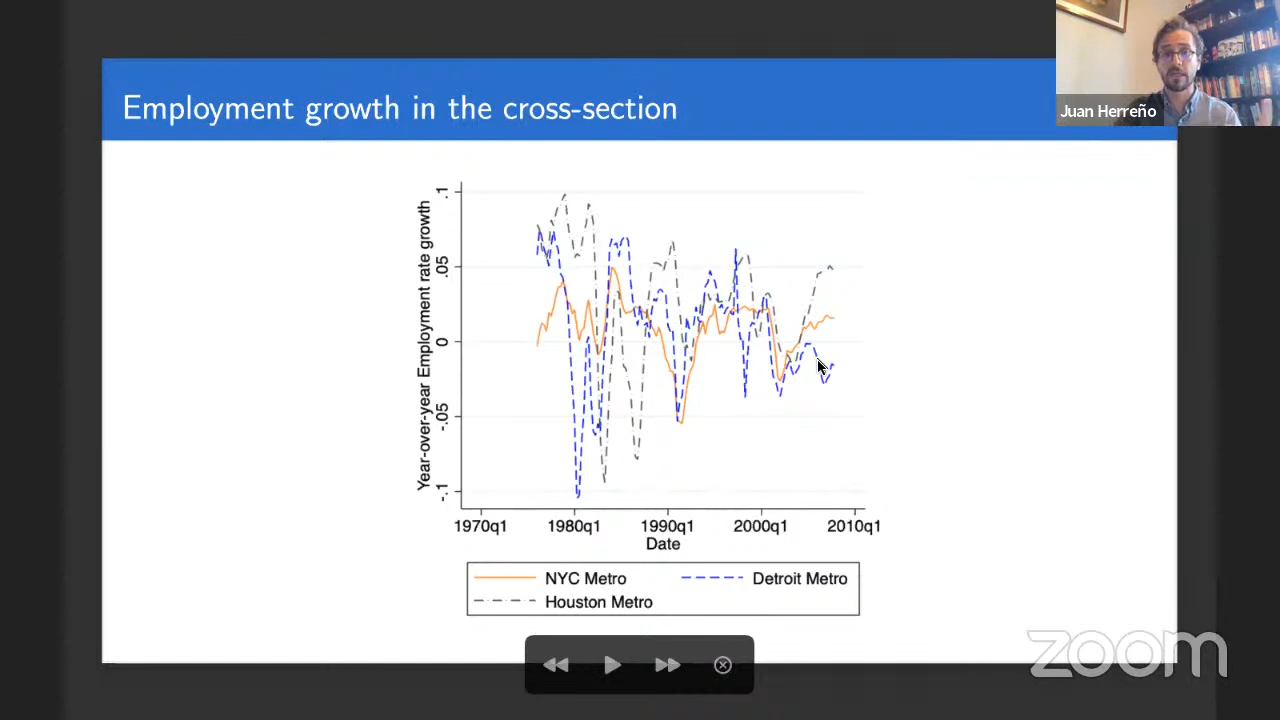 Employment growth in the cross-section
Juan Herreño
Year-over-year Employment rate growth
.1
.05
0
-.05
-.1
1970q1 1980q1 1990q1 2000q1 2010q1
Date
NYC Metro Detroit Metro
Houston Metro
zoom